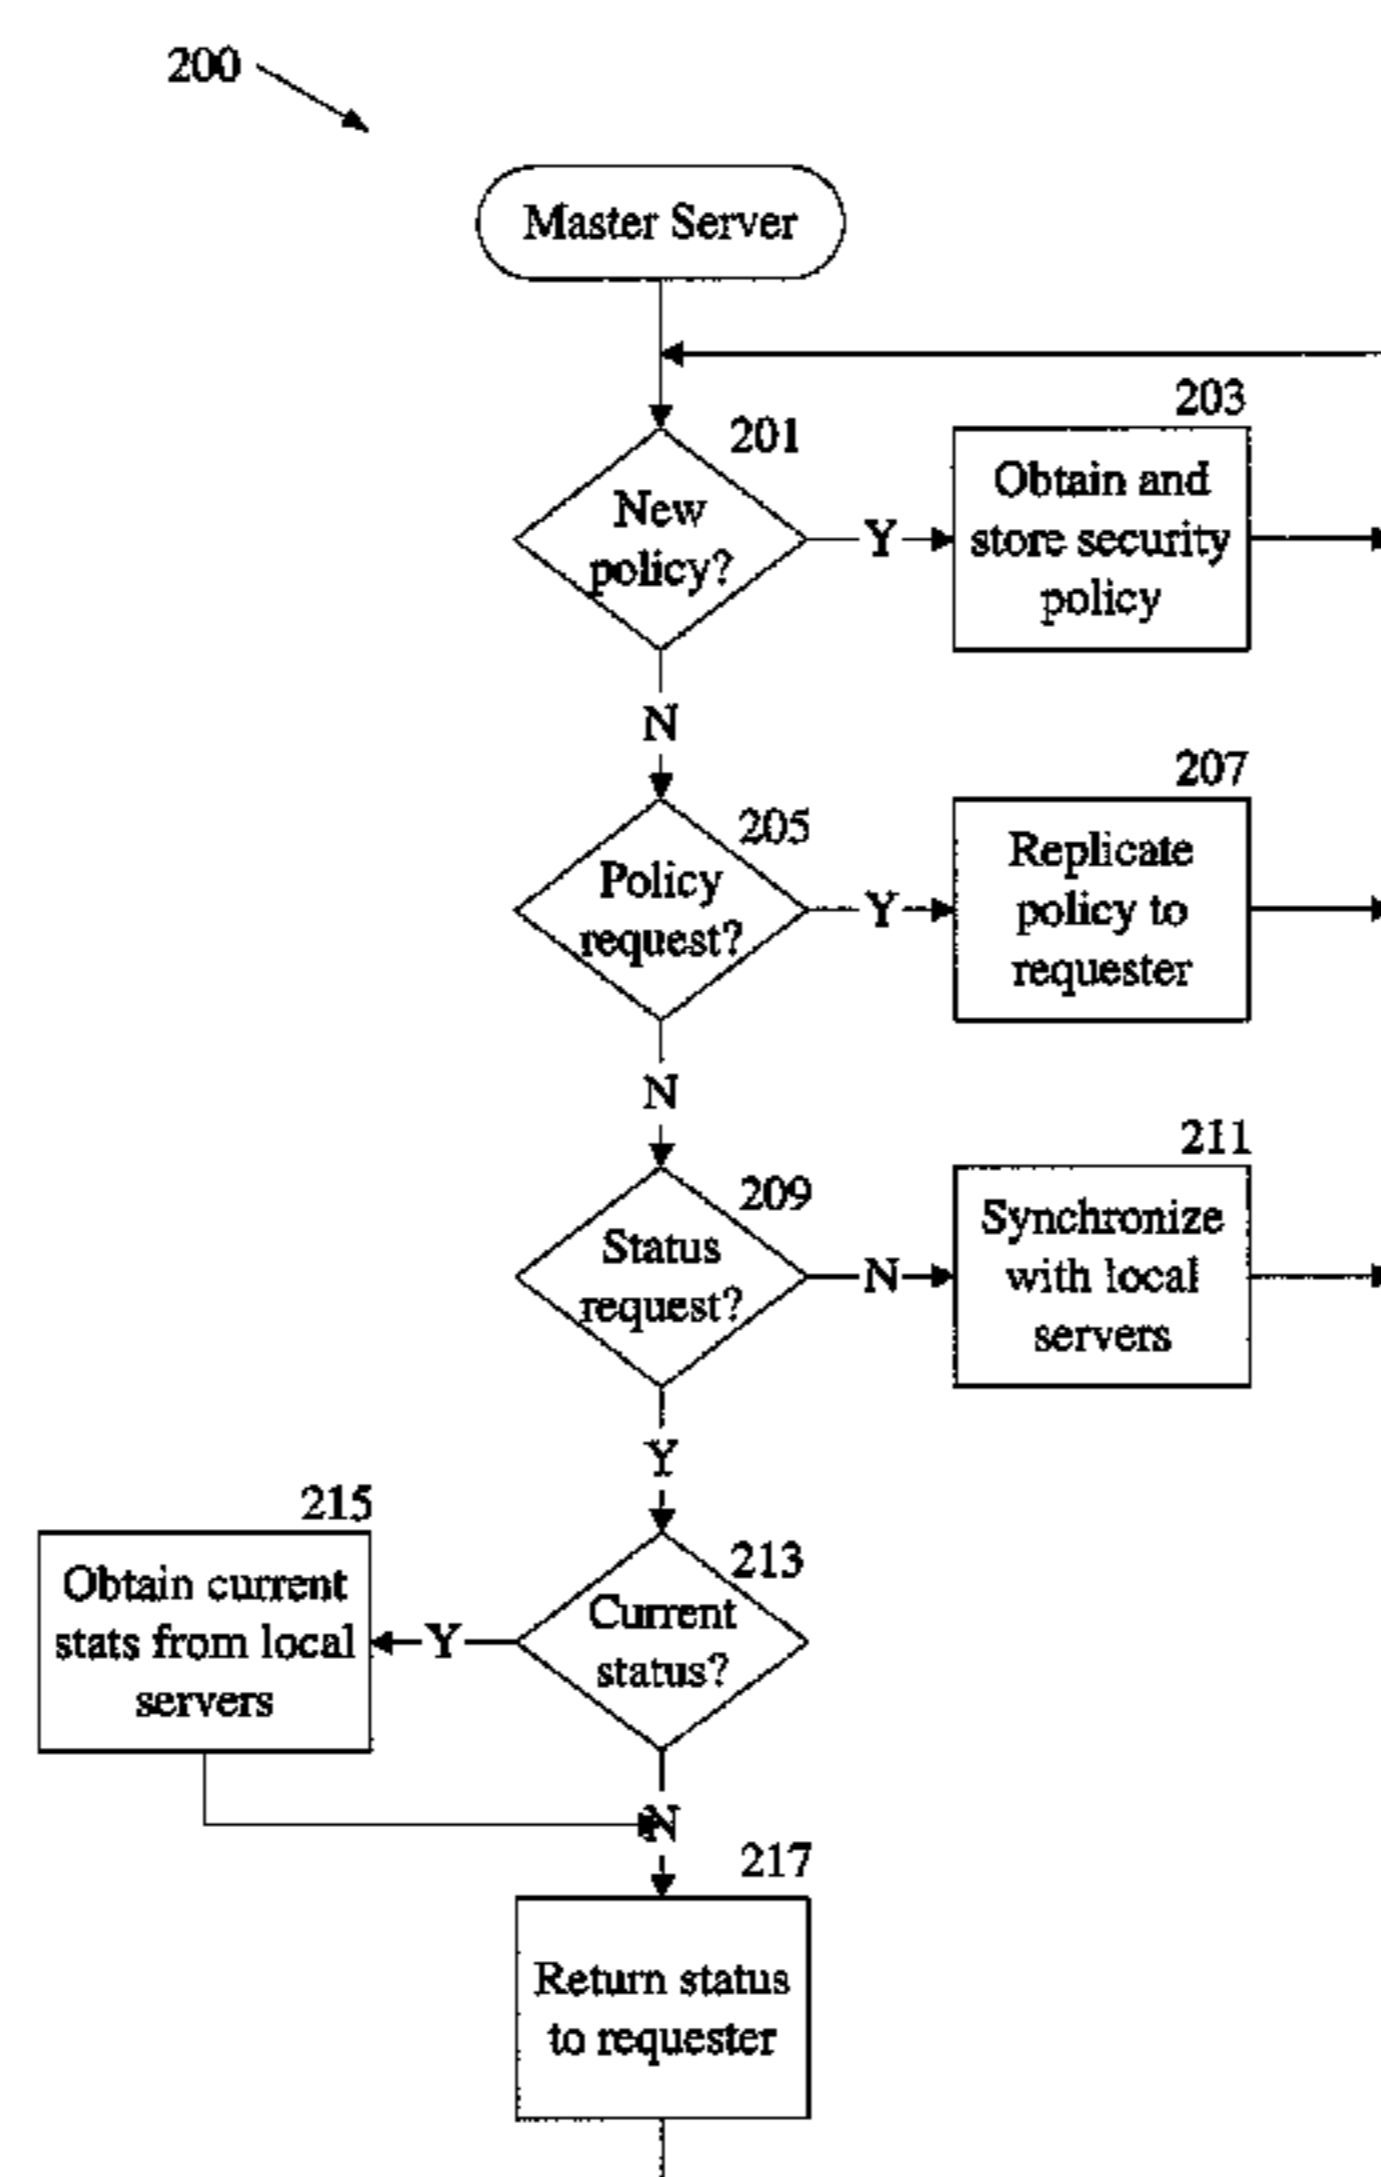 200
Master Server
201
New
policy?
Y
203
Obtain and
store security
policy
N
205
Policy
request?
Y
207
Replicate
policy to
requester
N
209
Status
request?
N
211
Synchronize
with local
servers
Y
213
Current
status?
Y
215
Obtain current
stats from local
servers
N
217
Return status
to requester